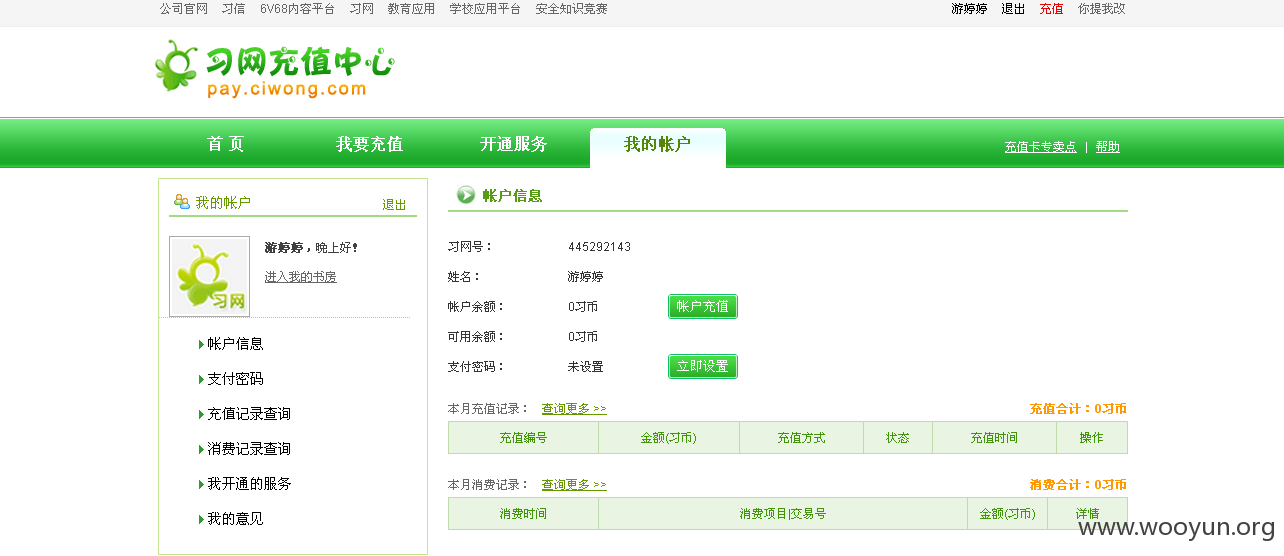 公司官网 习信 6V68内容平台 习网 教育应用 学校应用平台 安全知识竞赛 游婷婷 退出 充值 你提我改
习网充值中心
pay.ciwong.com
首 页 我要充值 开通服务 我的帐户 充值卡专卖点 | 帮助
我的帐户 退出
游婷婷，晚上好!
进入我的书房
习网
帐户信息
支付密码
充值记录查询
消费记录查询
我开通的服务
我的意见
帐户信息
习网号： 445292143
姓名： 游婷婷
帐户余额： 0习币 帐户充值
可用余额： 0习币
支付密码： 未设置 立即设置
本月充值记录： 查询更多 >> 充值合计：0习币
充值编号 金额(习币) 充值方式 状态 充值时间 操作
本月消费记录： 查询更多 >> 消费合计：0习币
消费时间 消费项目|交易号 金额(习币) 详情
www.wooyun.org